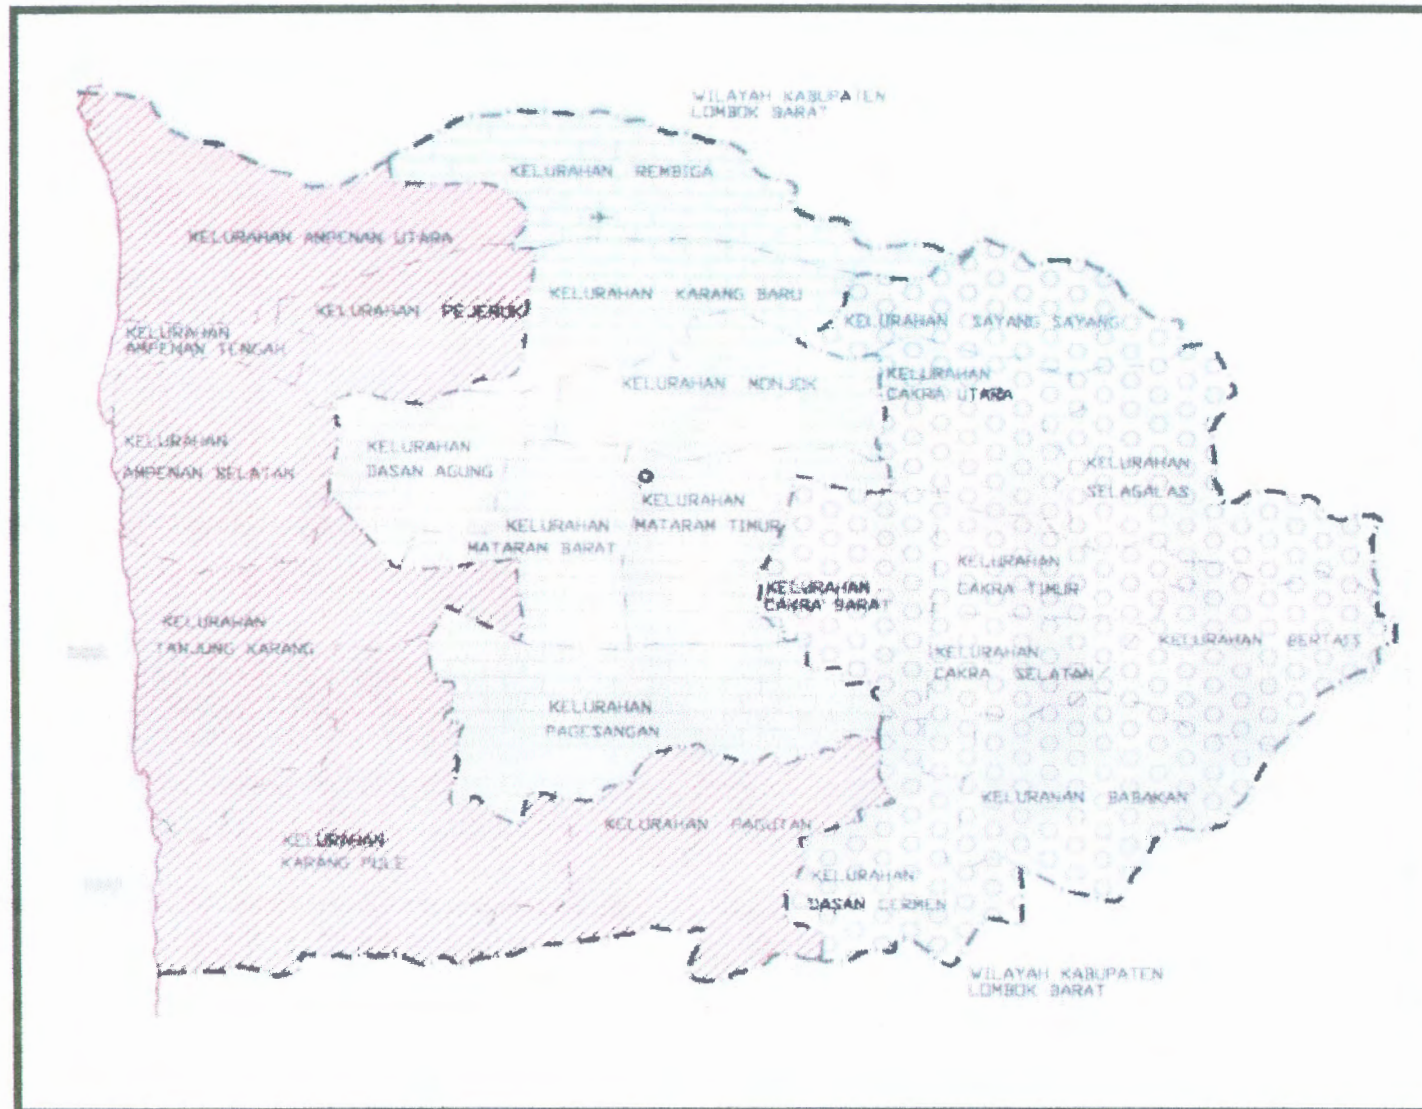 WILAYAH KABUPATEN
LOMBOK BARAT
KELURAHAN REMBIGA
KELURAHAN AMPENAN UTARA
KELURAHAN KARANG BARU
KELURAHAN PEJERUK
KELURAHAN SAYANG SAYANG
KELURAHAN
AMPENAN TENGAH
KELURAHAN MONJOK
KELURAHAN
CAKRA UTARA
KELURAHAN
AMPENAN SELATAN
KELURAHAN
DASAN AGUNG
KELURAHAN
SELAGALAS
KELURAHAN
MATARAM TIMUR
KELURAHAN
MATARAM BARAT
KELURAHAN
CAKRA TIMUR
KELURAHAN
CAKRA BARAT
KELURAHAN
TANJUNG KARANG
KELURAHAN BERTAIS
KELURAHAN
CAKRA SELATAN
KELURAHAN
PAGESANGAN
KELURANAN BABAKAN
KELURAHAN PAGUTAN
KELURAHAN
KARANG PULE
KELURAHAN
DASAN CERMEN
WILAYAH KABUPATEN
LOMBOK BARAT